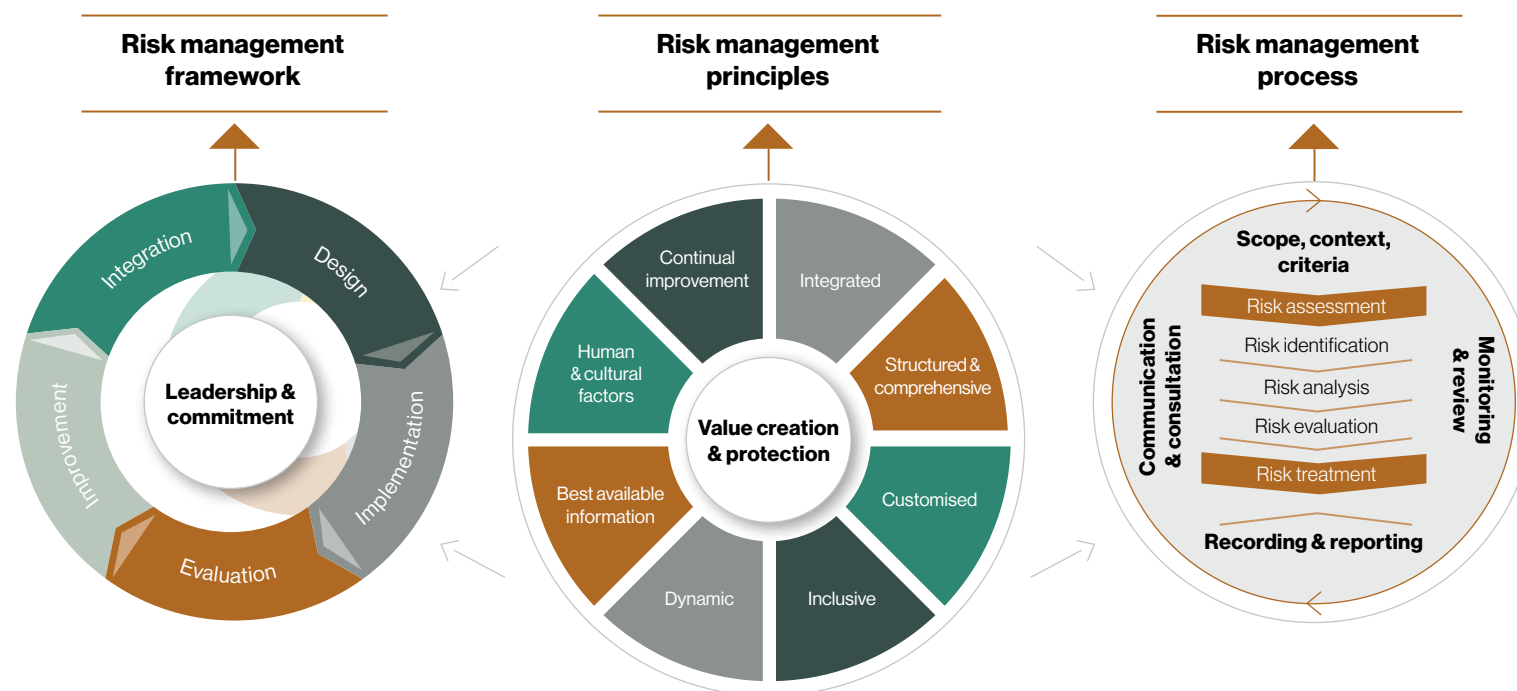 Risk management
framework
Risk management
principles
Risk management
process
Integration
Design
Implementation
Evaluation
Improvement
Leadership &
commitment
Continual
improvement
Integrated
Structured &
comprehensive
Customised
Inclusive
Dynamic
Best available
information
Human
& cultural
factors
Value creation
& protection
Scope, context,
criteria
Risk assessment
Risk identification
Risk analysis
Risk evaluation
Risk treatment
Recording & reporting
Communication
& consultation
Monitoring
& review